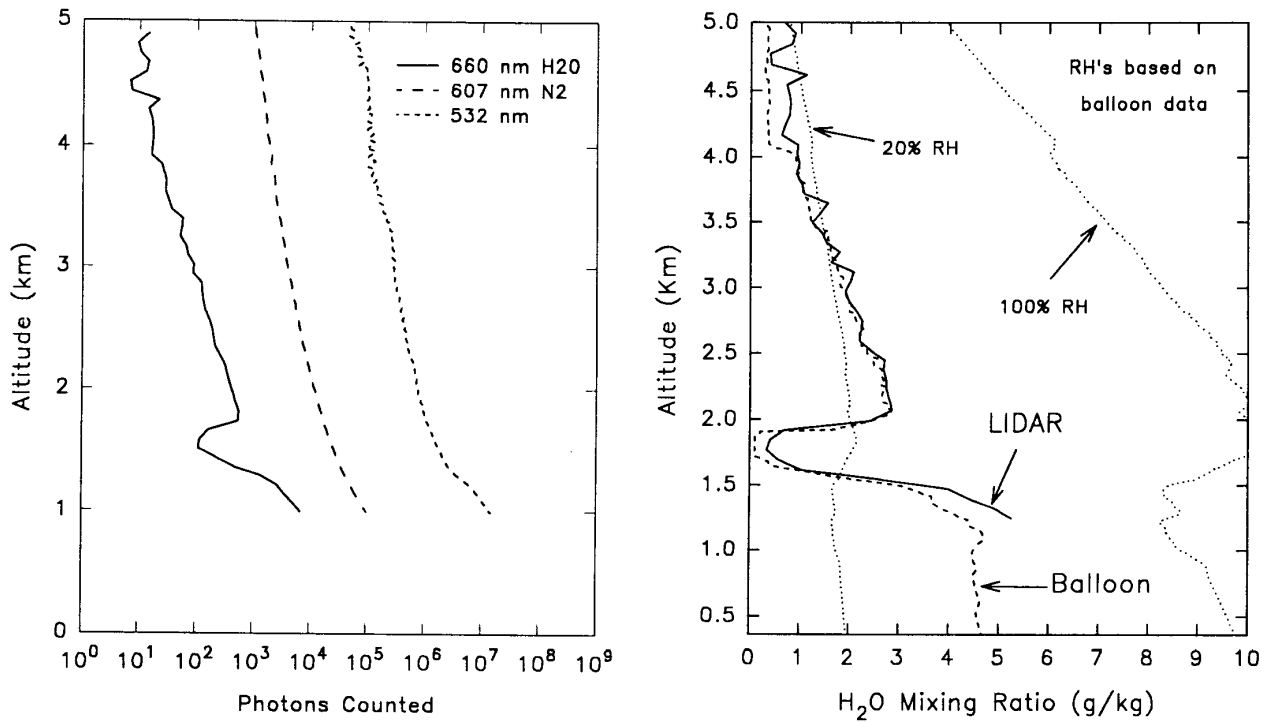 5
4
3
2
1
0
Altitude (km)
660 nm H20
607 nm N2
532 nm
10⁰ 10¹ 10² 10³ 10⁴ 10⁵ 10⁶ 10⁷ 10⁸ 10⁹
Photons Counted
5.0
4.5
4.0
3.5
3.0
2.5
2.0
1.5
1.0
0.5
Altitude (Km)
RH's based on
balloon data
20% RH
100% RH
LIDAR
Balloon
0 1 2 3 4 5 6 7 8 9 10
H₂O Mixing Ratio (g/kg)